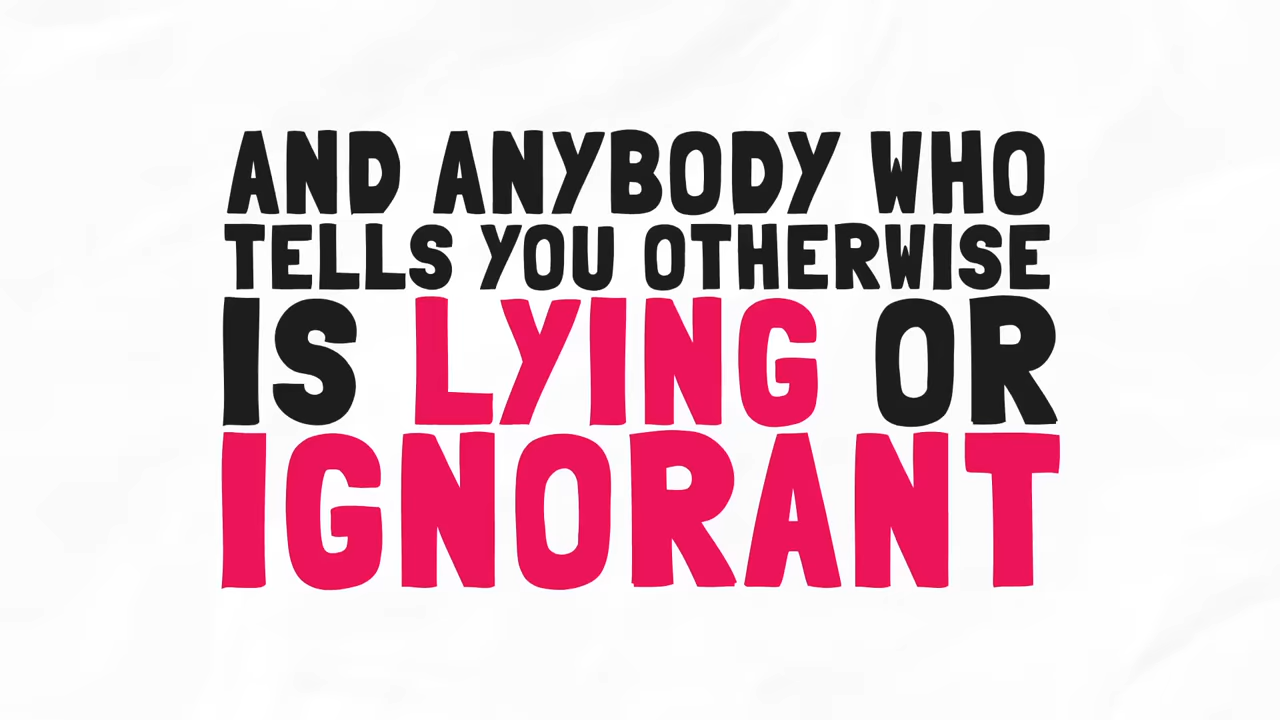 AND ANYBODY WHO
TELLS YOU OTHERWISE
IS LYING OR
IGNORANT